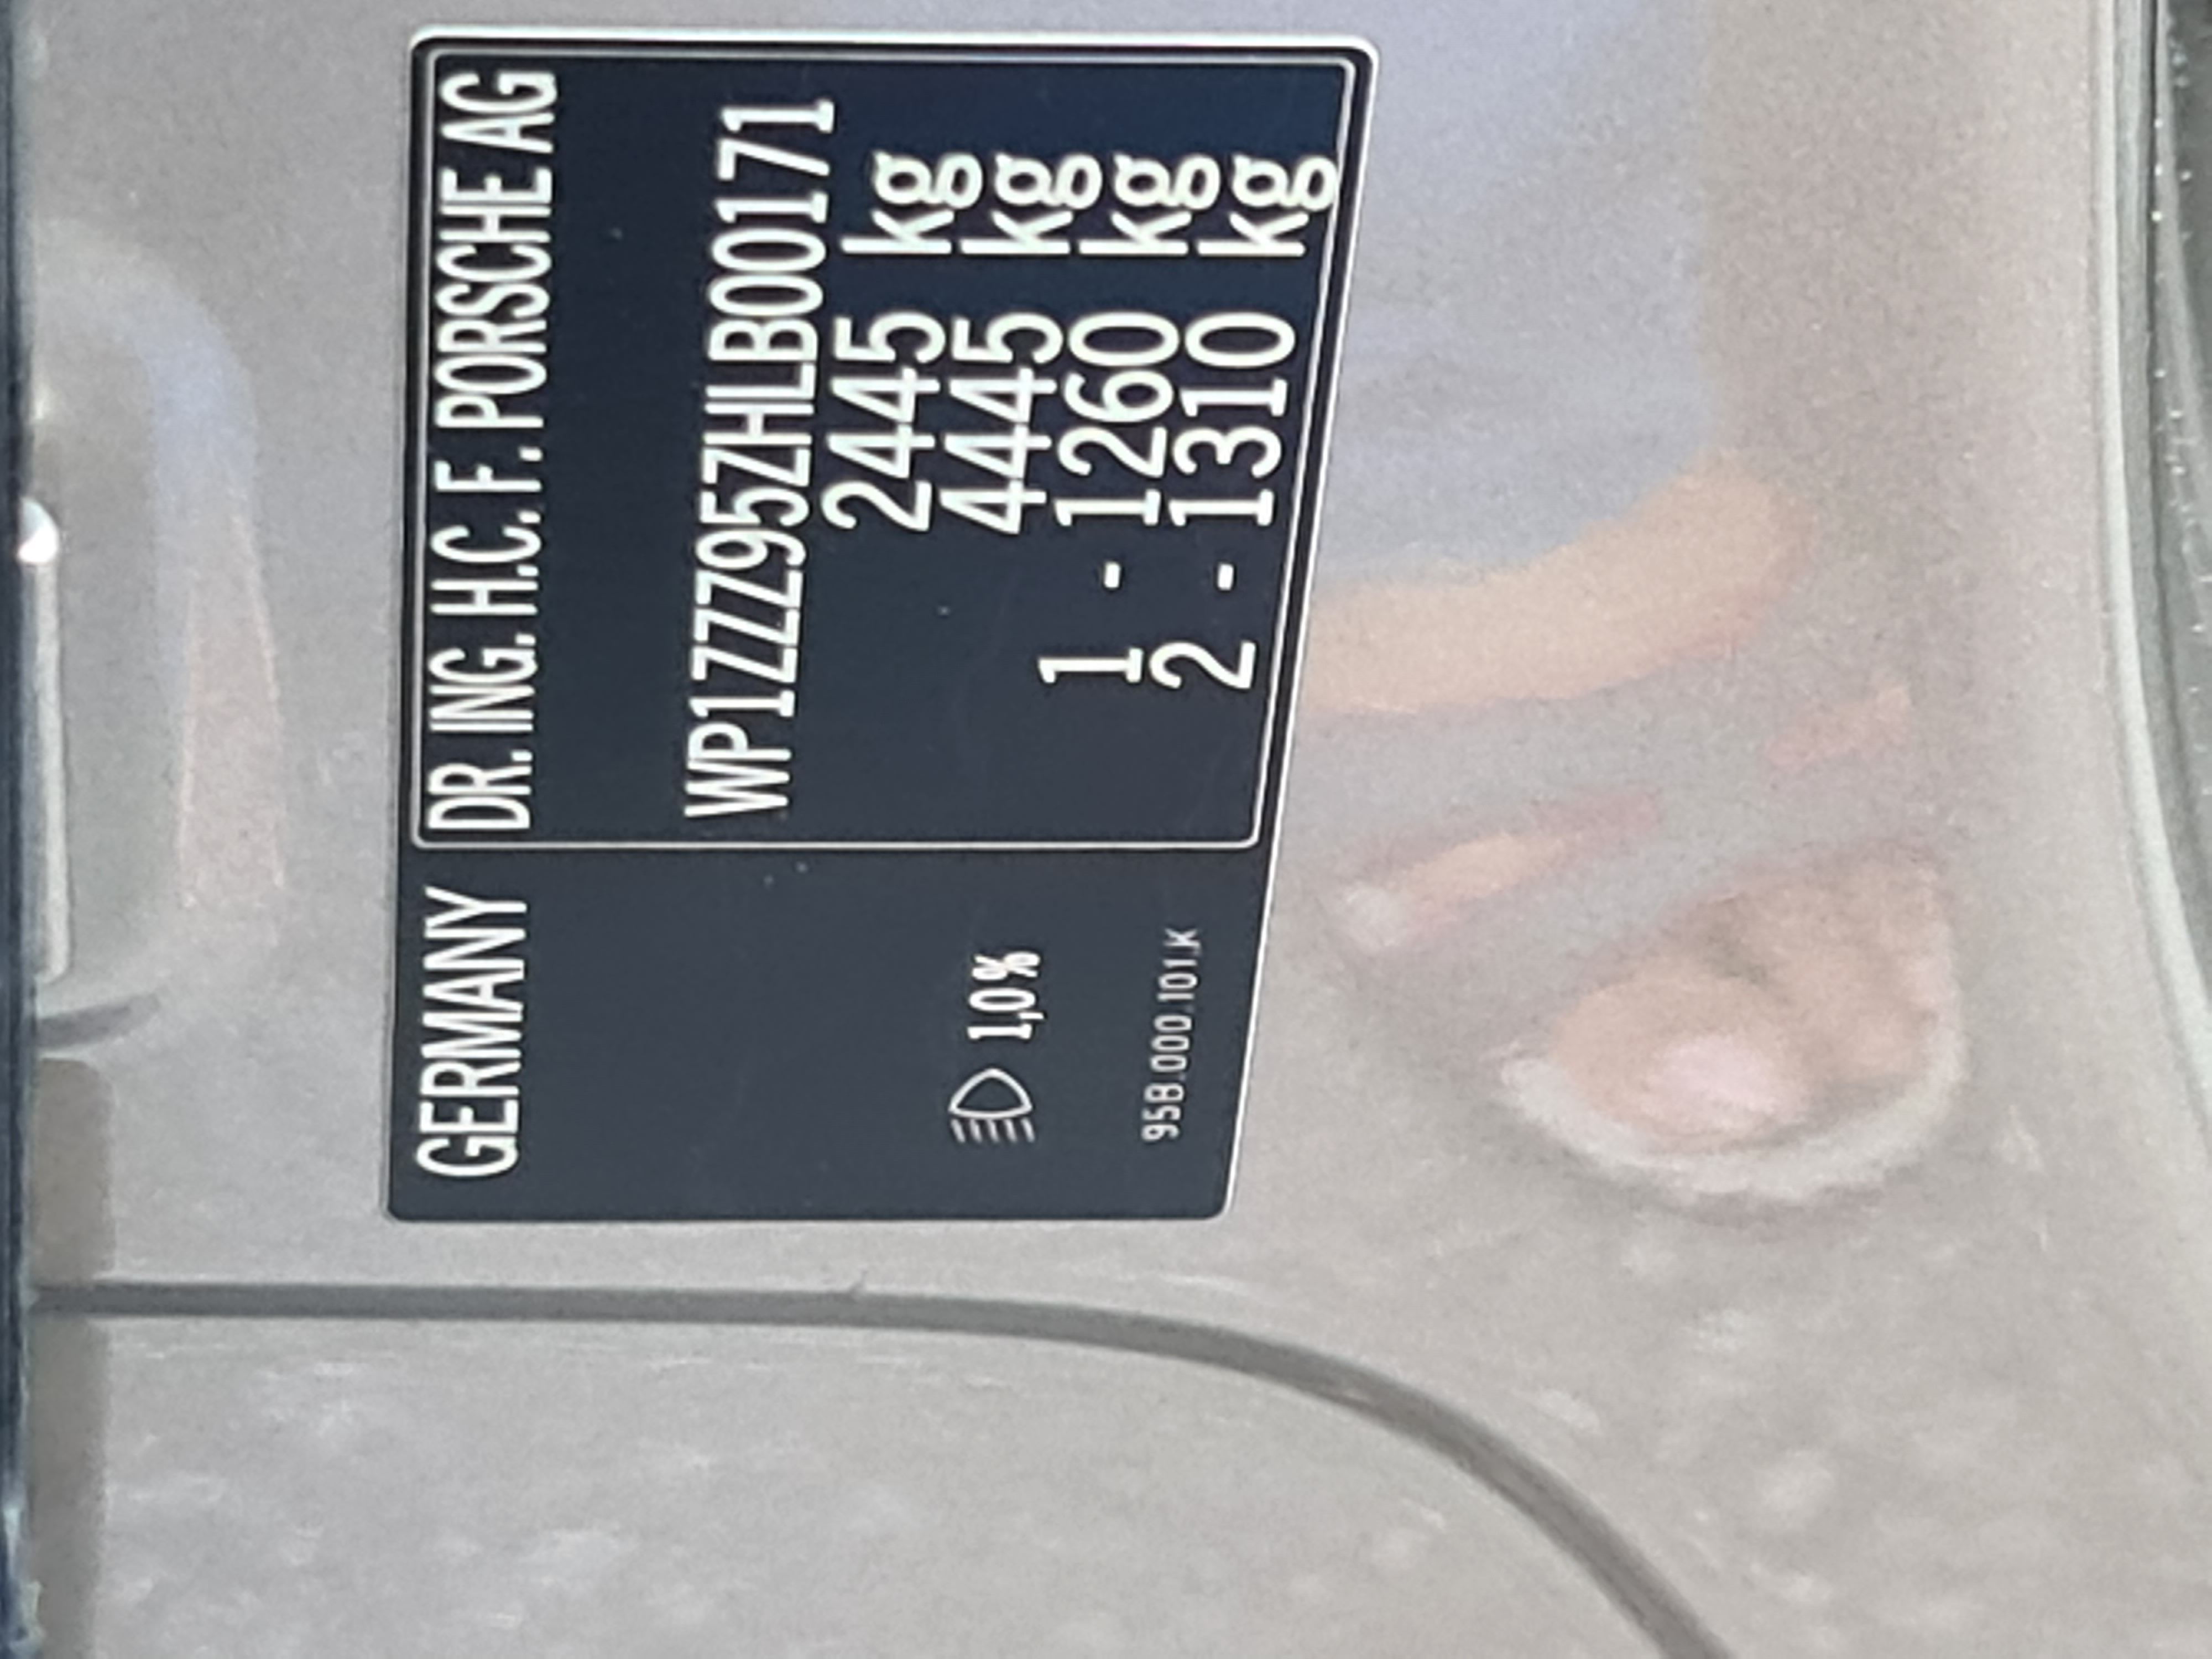 GERMANY DR. ING. H.C. F. PORSCHE AG
WP1ZZZ95ZHLB00171
2445 kg
4445 kg
1 - 1260 kg
2 - 1310 kg
1,0%
95B.000.101.K